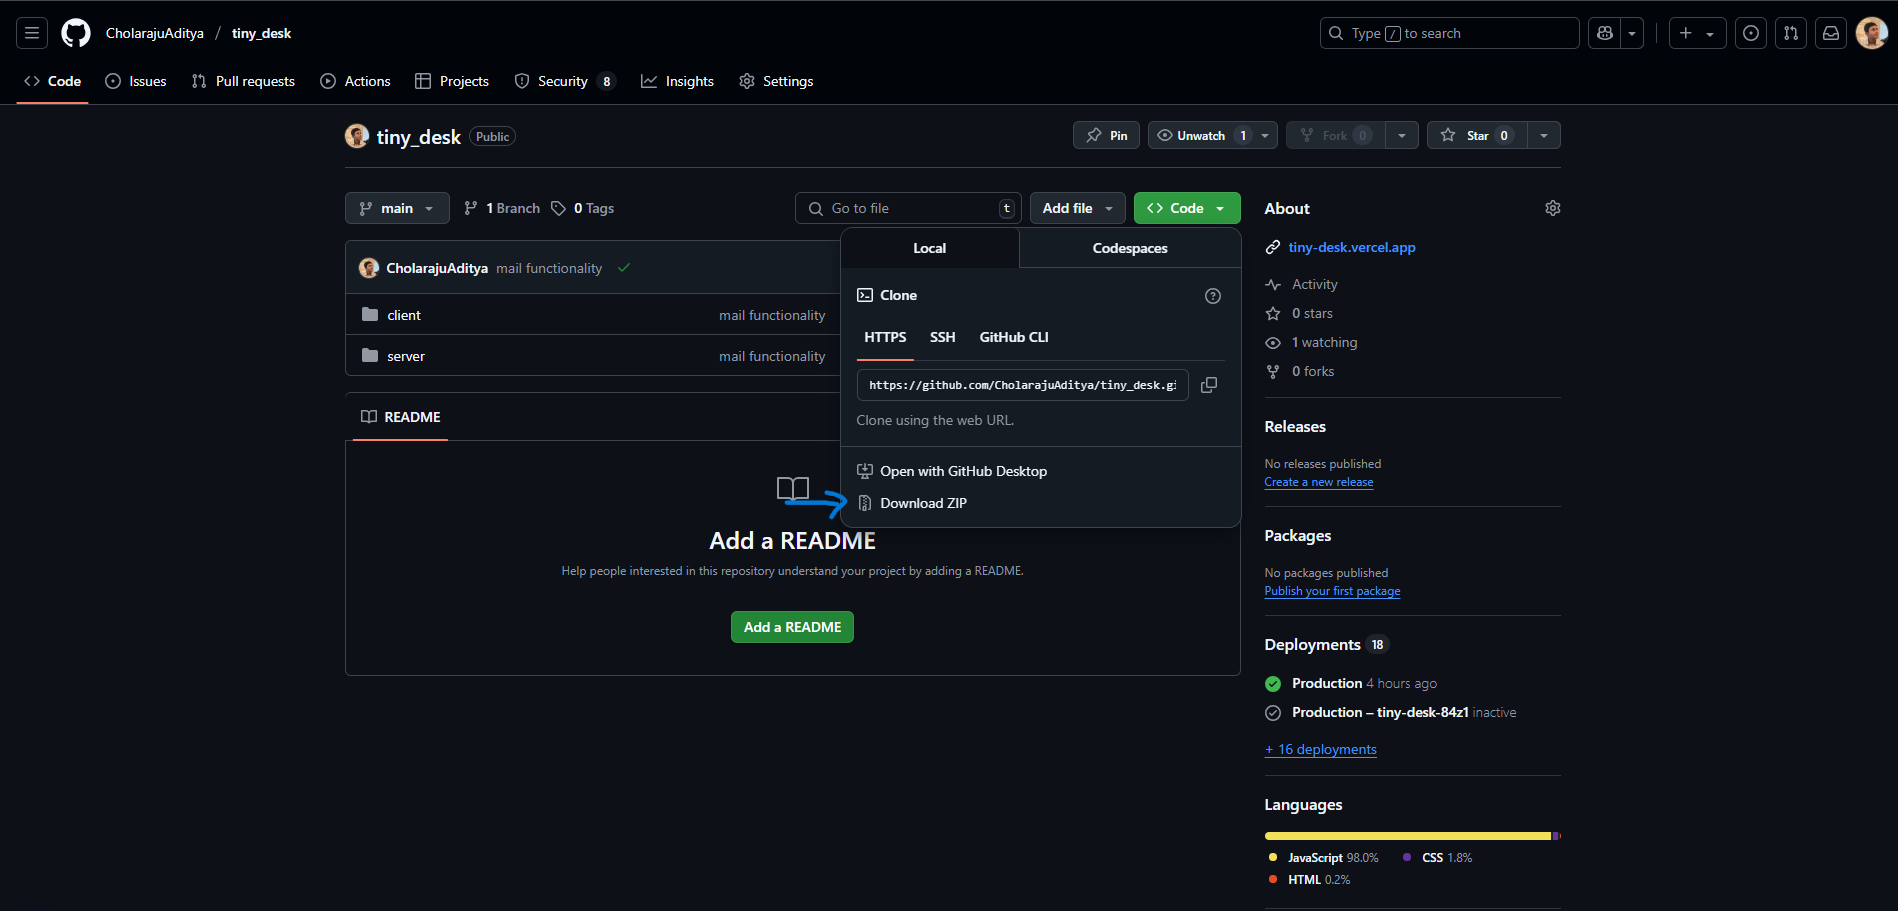 CholarajuAditya / tiny_desk
Type / to search
Code Issues Pull requests Actions Projects Security 8 Insights Settings
tiny_desk Public
Pin Unwatch 1 Fork 0 Star 0
main 1 Branch 0 Tags Go to file t Add file Code
CholarajuAditya mail functionality
client mail functionality
server mail functionality
README
Add a README
Help people interested in this repository understand your project by adding a README.
Add a README
Local Codespaces
Clone
HTTPS SSH GitHub CLI
https://github.com/CholarajuAditya/tiny_desk.gi
Clone using the web URL.
Open with GitHub Desktop
Download ZIP
About
tiny-desk.vercel.app
Activity
0 stars
1 watching
0 forks
Releases
No releases published
Create a new release
Packages
No packages published
Publish your first package
Deployments 18
Production 4 hours ago
Production – tiny-desk-84z1 inactive
+ 16 deployments
Languages
JavaScript 98.0% CSS 1.8%
HTML 0.2%